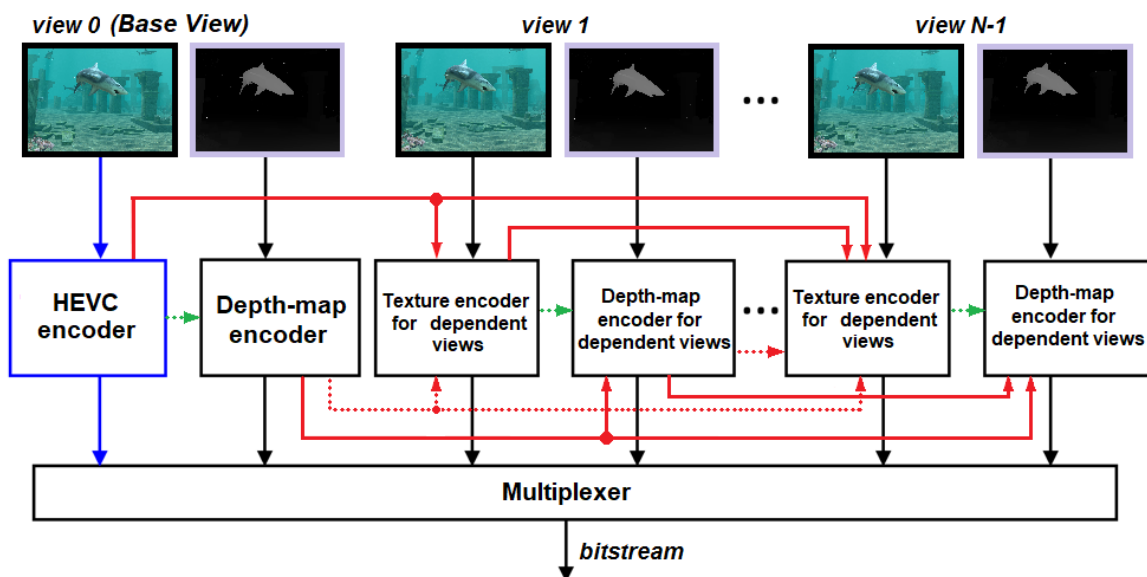 view 0 (Base View)
view 1
view N-1
...
HEVC
encoder
Depth-map
encoder
Texture encoder
for dependent
views
Depth-map
encoder for
dependent views
...
Texture encoder
for dependent
views
Depth-map
encoder for
dependent views
Multiplexer
bitstream